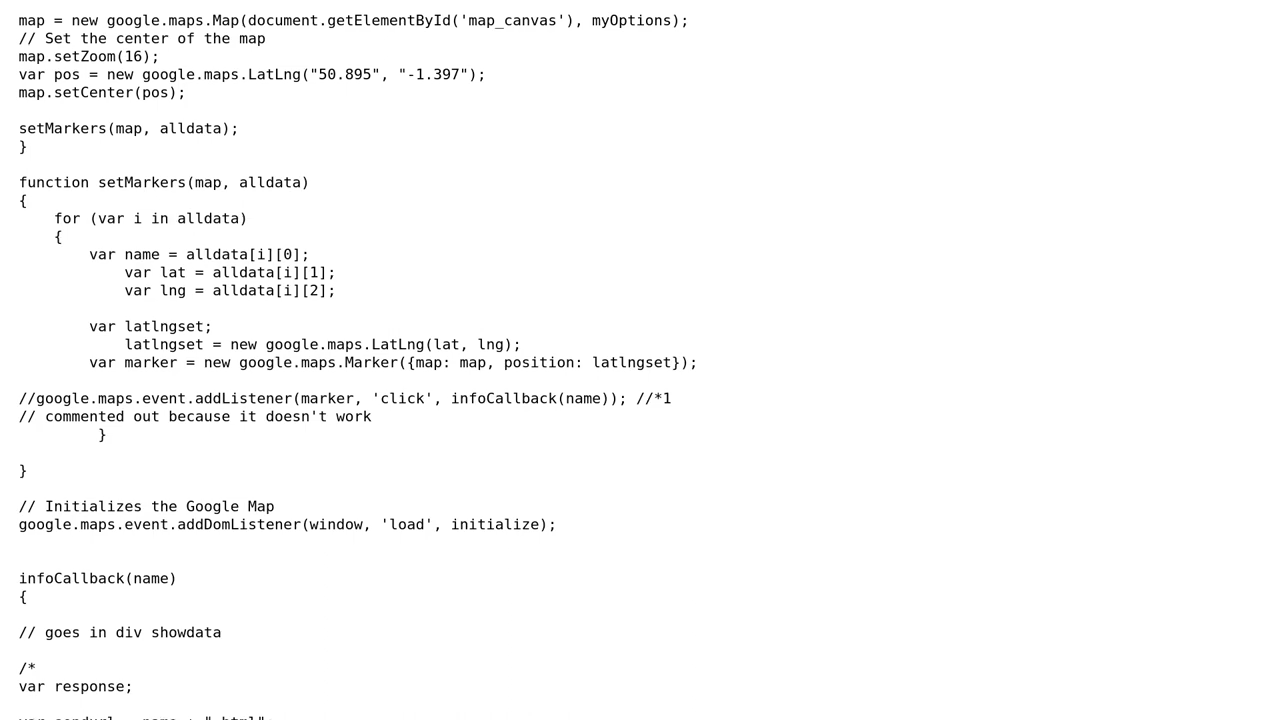 map = new google.maps.Map(document.getElementById('map_canvas'), myOptions);
// Set the center of the map
map.setZoom(16);
var pos = new google.maps.LatLng("50.895", "-1.397");
map.setCenter(pos);

setMarkers(map, alldata);
}

function setMarkers(map, alldata)
{
    for (var i in alldata)
    {
        var name = alldata[i][0];
            var lat = alldata[i][1];
            var lng = alldata[i][2];

        var latlngset;
            latlngset = new google.maps.LatLng(lat, lng);
        var marker = new google.maps.Marker({map: map, position: latlngset});

//google.maps.event.addListener(marker, 'click', infoCallback(name)); //*1
// commented out because it doesn't work
         }

}

// Initializes the Google Map
google.maps.event.addDomListener(window, 'load', initialize);


infoCallback(name)
{

// goes in div showdata

/*
var response;